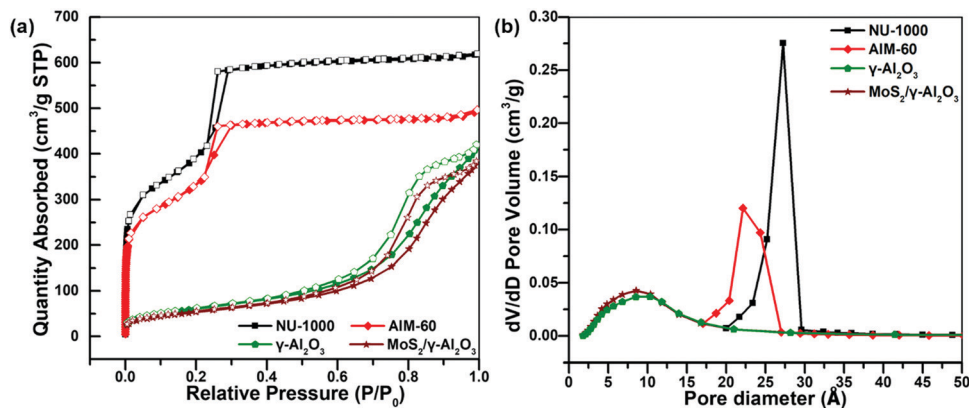 (a)
700
600
500
400
300
200
100
0
Quantity Absorbed (cm³/g STP)
NU-1000
AIM-60
γ-Al₂O₃
MoS₂/γ-Al₂O₃
0.0 0.2 0.4 0.6 0.8 1.0
Relative Pressure (P/P₀)
(b)
0.30
0.25
0.20
0.15
0.10
0.05
0.00
dV/dD Pore Volume (cm³/g)
NU-1000
AIM-60
γ-Al₂O₃
MoS₂/γ-Al₂O₃
0 5 10 15 20 25 30 35 40 45 50
Pore diameter (Å)